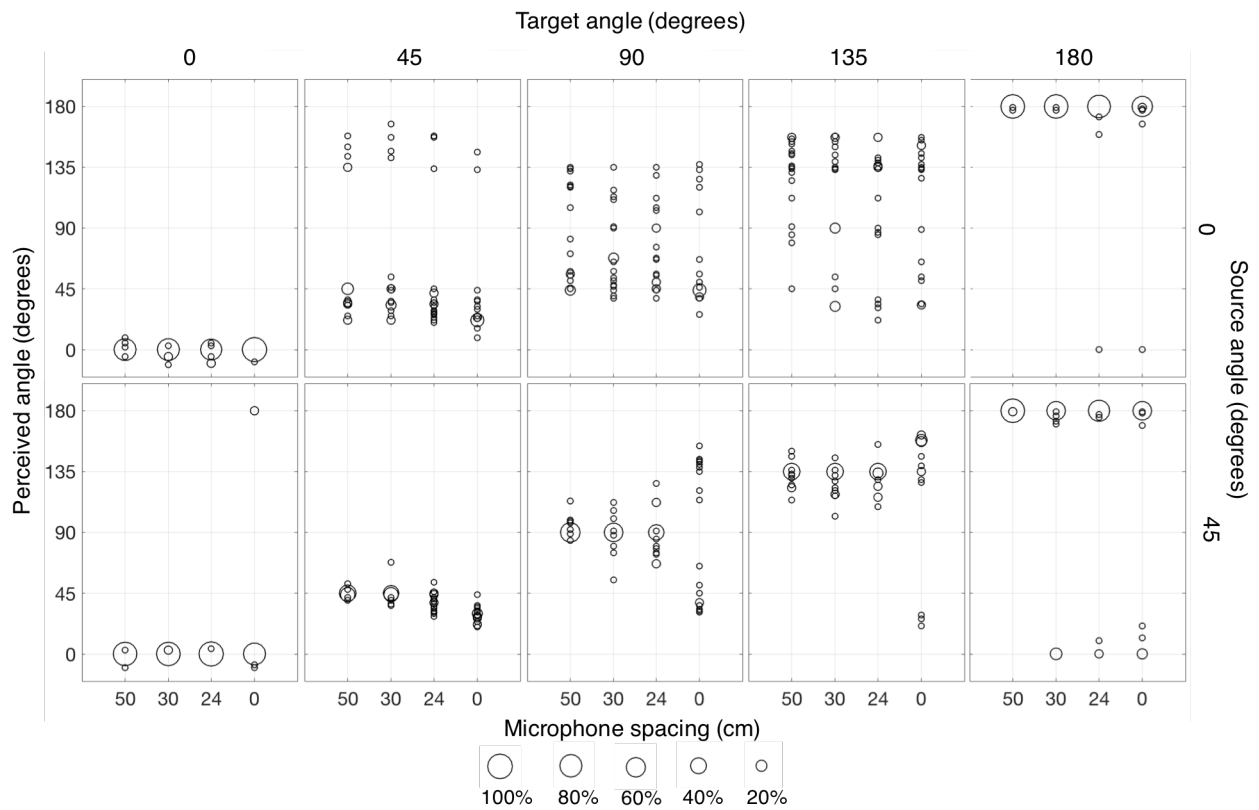 Target angle (degrees)
0 45 90 135 180
180
135
90
45
0
0
180
135
90
45
0
45
Perceived angle (degrees)
Source angle (degrees)
50 30 24 0 50 30 24 0 50 30 24 0 50 30 24 0 50 30 24 0
Microphone spacing (cm)
100% 80% 60% 40% 20%